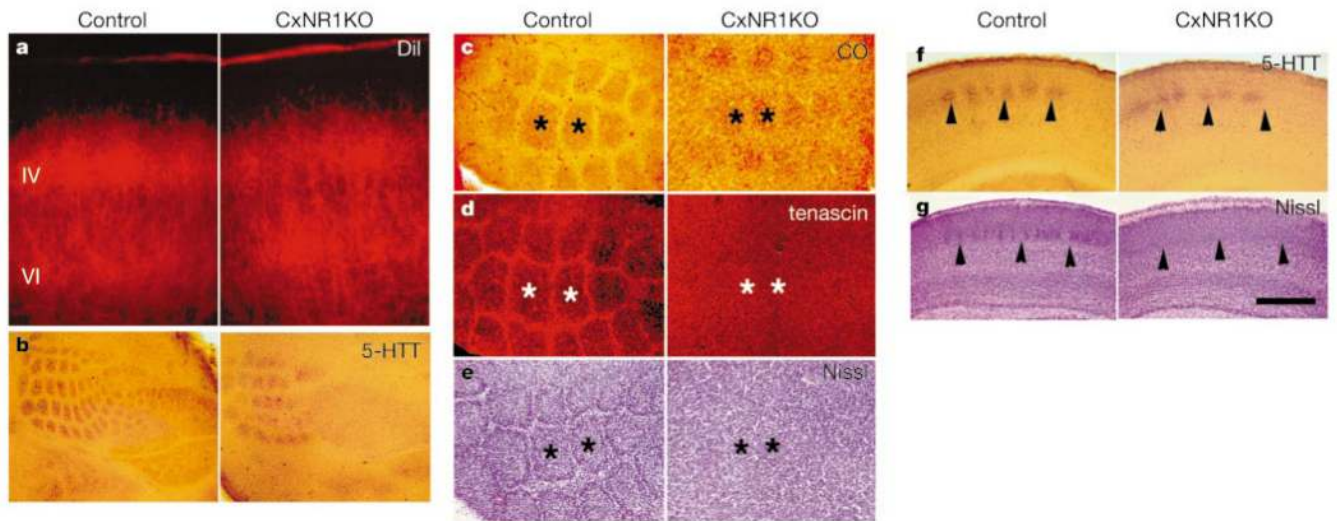 Control CxNR1KO
a DiI
IV
VI
b 5-HTT
Control CxNR1KO
c CO
* * * *
d tenascin
* * * *
e Nissl
* * * *
Control CxNR1KO
f 5-HTT
g Nissl